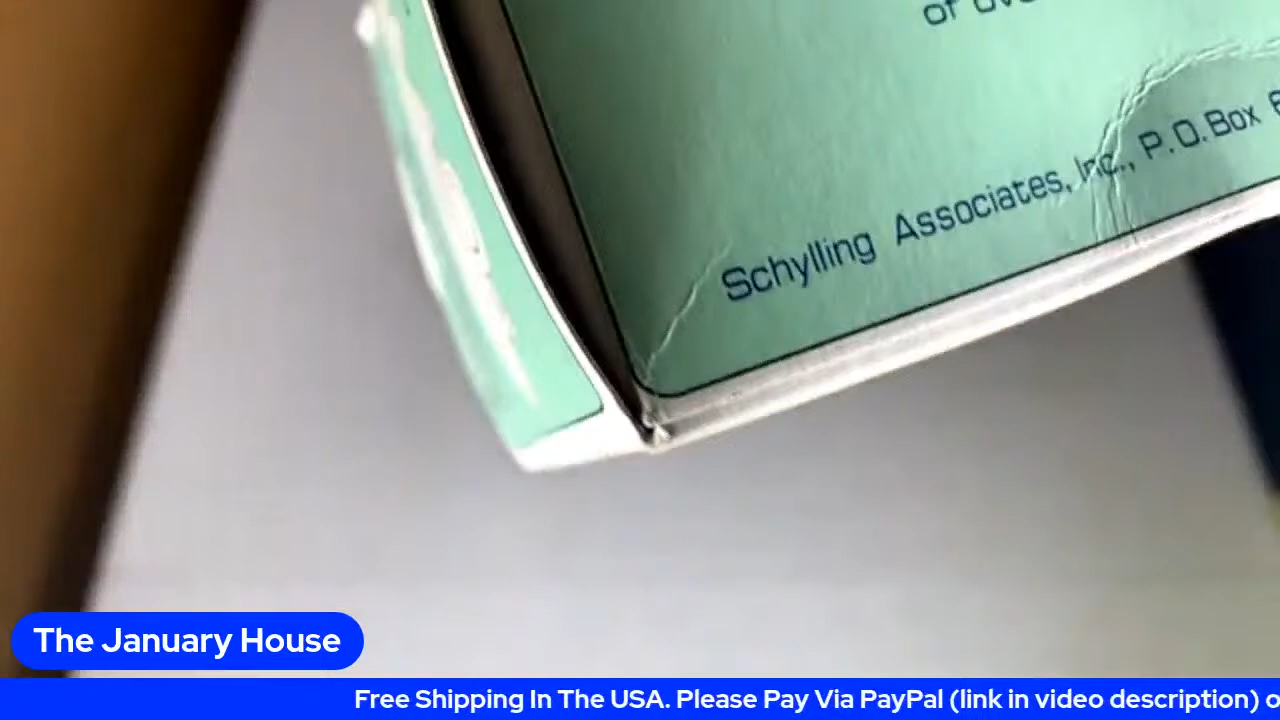 of
Schylling Associates, Inc., P.O.Box
The January House
Free Shipping In The USA. Please Pay Via PayPal (link in video description)